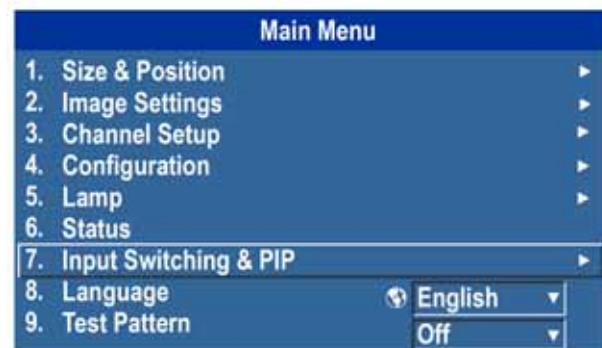 Main Menu
1. Size & Position
2. Image Settings
3. Channel Setup
4. Configuration
5. Lamp
6. Status
7. Input Switching & PIP
8. Language English
9. Test Pattern Off